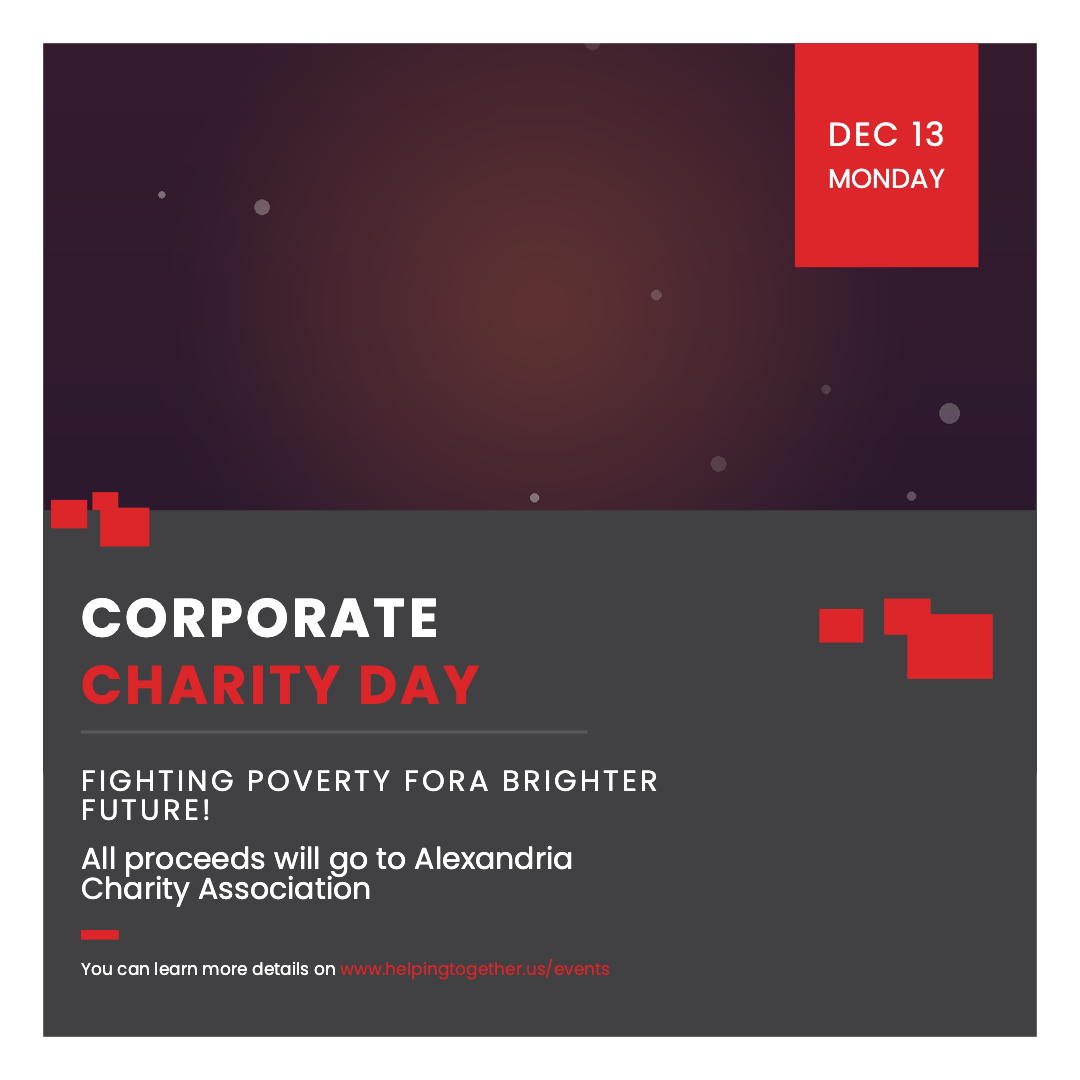 DEC 13
MONDAY
CORPORATE
CHARITY DAY
FIGHTING POVERTY FORA BRIGHTER
FUTURE!
All proceeds will go to Alexandria
Charity Association
You can learn more details on www.helpingtogether.us/events